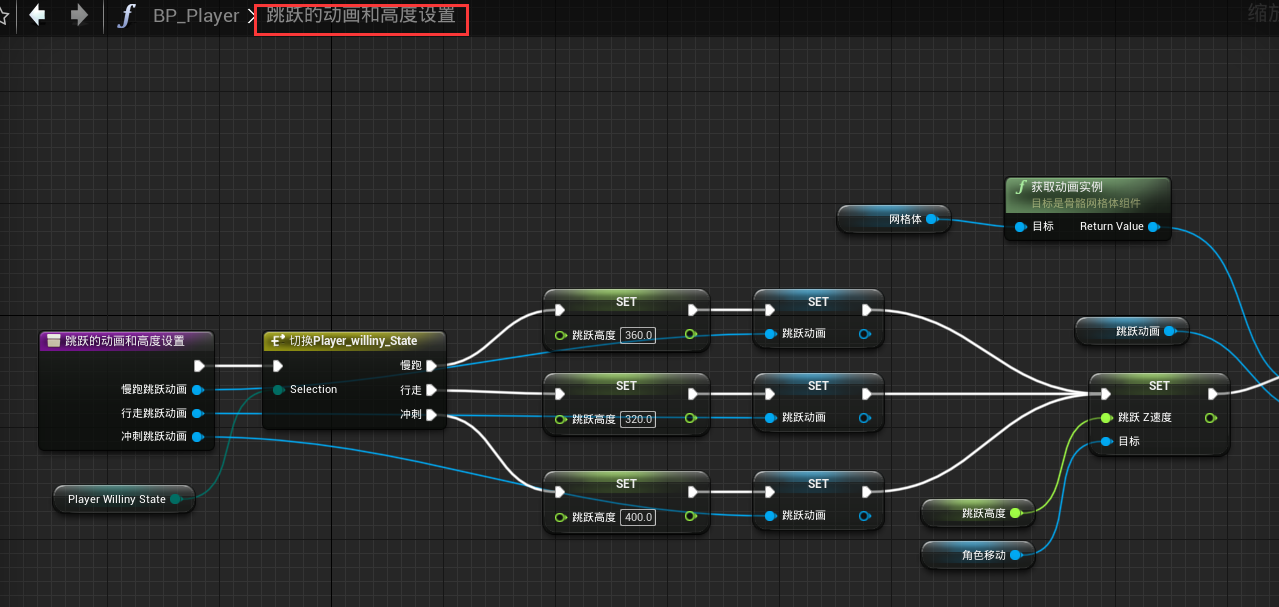 BP_Player
跳跃的动画和高度设置
缩放
获取动画实例
目标是骨骼网格体组件
网格体
目标
Return Value
SET
SET
跳跃高度 360.0
跳跃动画
跳跃动画
跳跃的动画和高度设置
切换Player_williny_State
慢跑
慢跑跳跃动画
Selection
行走
行走跳跃动画
冲刺
冲刺跳跃动画
Player Williny State
SET
SET
跳跃高度 320.0
跳跃动画
SET
跳跃 Z速度
目标
SET
SET
跳跃高度 400.0
跳跃动画
跳跃高度
角色移动